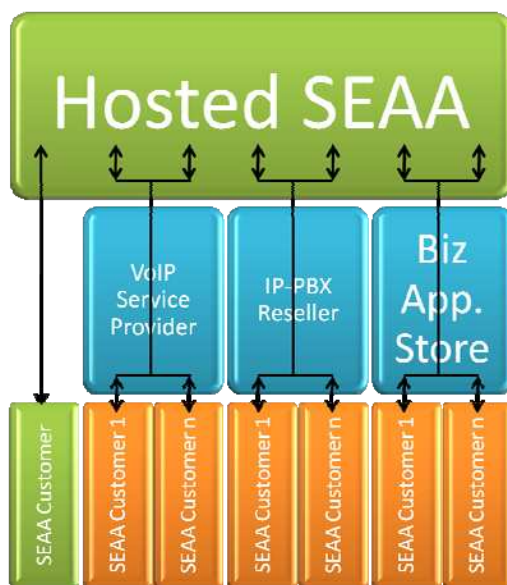 Hosted SEAA
VoIP
Service
Provider
IP-PBX
Reseller
Biz
App.
Store
SEAA Customer
SEAA Customer 1
SEAA Customer n
SEAA Customer 1
SEAA Customer n
SEAA Customer 1
SEAA Customer n